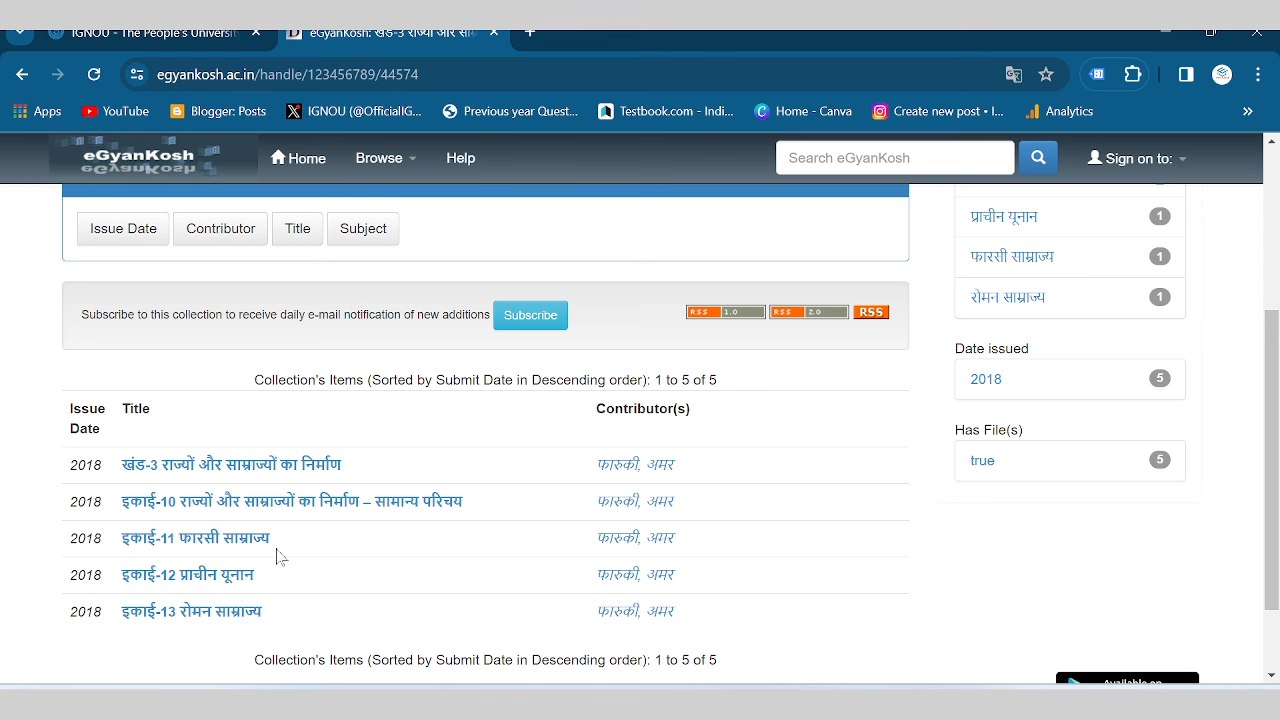 IGNOU - The People's Universit
eGyanKosh: खंड-3 राज्यों और साम
egyankosh.ac.in/handle/123456789/44574
Apps YouTube Blogger: Posts IGNOU (@OfficialIG... Previous year Quest... Testbook.com - Indi... Home - Canva Create new post • I... Analytics »
eGyanKosh Home Browse Help Search eGyanKosh Sign on to:
Issue Date Contributor Title Subject
Subscribe to this collection to receive daily e-mail notification of new additions Subscribe RSS 1.0 RSS 2.0 RSS
Collection's Items (Sorted by Submit Date in Descending order): 1 to 5 of 5
Issue Date Title Contributor(s)
2018 खंड-3 राज्यों और साम्राज्यों का निर्माण फारुकी, अमर
2018 इकाई-10 राज्यों और साम्राज्यों का निर्माण – सामान्य परिचय फारुकी, अमर
2018 इकाई-11 फारसी साम्राज्य फारुकी, अमर
2018 इकाई-12 प्राचीन यूनान फारुकी, अमर
2018 इकाई-13 रोमन साम्राज्य फारुकी, अमर
Collection's Items (Sorted by Submit Date in Descending order): 1 to 5 of 5
प्राचीन यूनान 1
फारसी साम्राज्य 1
रोमन साम्राज्य 1
Date issued
2018 5
Has File(s)
true 5
Available on